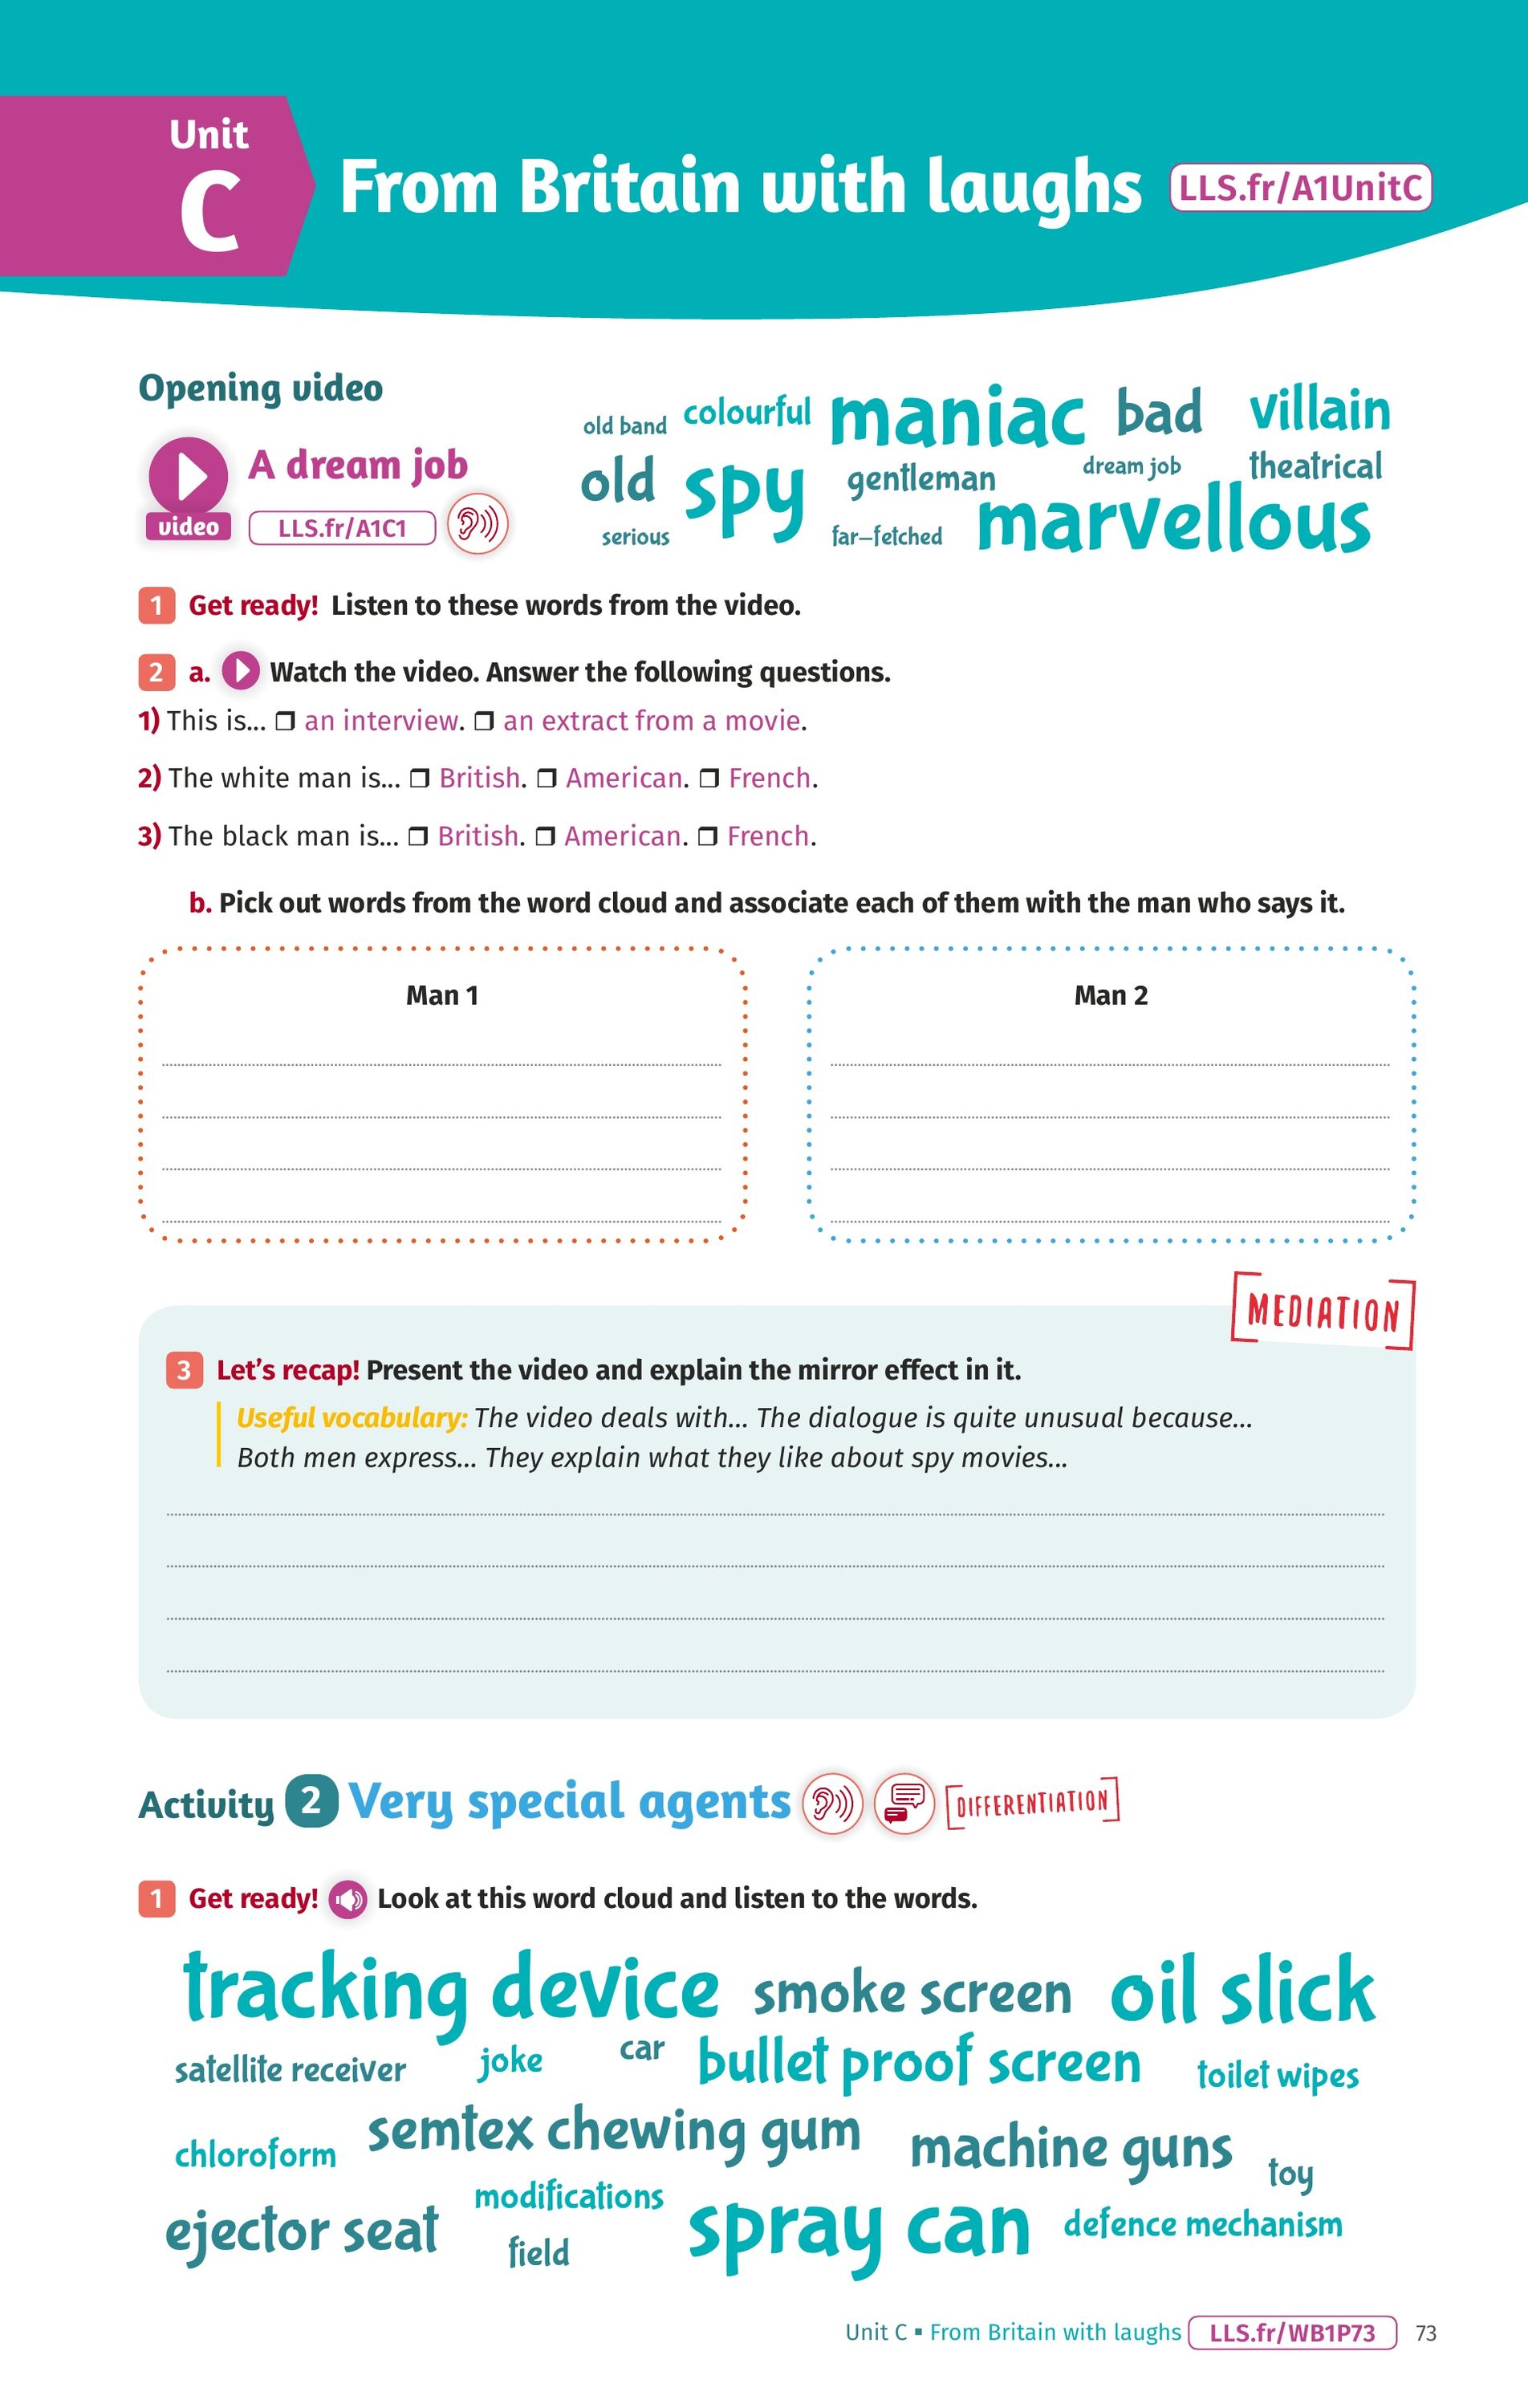 Unit
C
From Britain with laughs
LLS.fr/A1UnitC
Opening video
A dream job
video
LLS.fr/A1C1
old band colourful maniac bad villain
old spy gentleman dream job theatrical
serious far-fetched marvellous
1 Get ready! Listen to these words from the video.
2 a. Watch the video. Answer the following questions.
1) This is... ❒ an interview. ❒ an extract from a movie.
2) The white man is... ❒ British. ❒ American. ❒ French.
3) The black man is... ❒ British. ❒ American. ❒ French.
b. Pick out words from the word cloud and associate each of them with the man who says it.
Man 1
Man 2
MEDIATION
3 Let's recap! Present the video and explain the mirror effect in it.
Useful vocabulary: The video deals with... The dialogue is quite unusual because...
Both men express... They explain what they like about spy movies...
Activity 2 Very special agents
DIFFERENTIATION
1 Get ready! Look at this word cloud and listen to the words.
tracking device smoke screen oil slick
satellite receiver joke car bullet proof screen toilet wipes
chloroform semtex chewing gum machine guns toy
ejector seat modifications spray can defence mechanism
field
Unit C ▪ From Britain with laughs LLS.fr/WB1P73 73